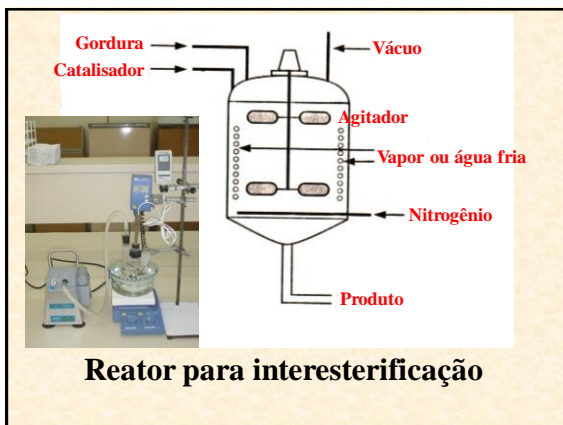 Gordura
Vácuo
Catalisador
Agitador
Vapor ou água fria
Nitrogênio
Produto
Reator para interesterificação